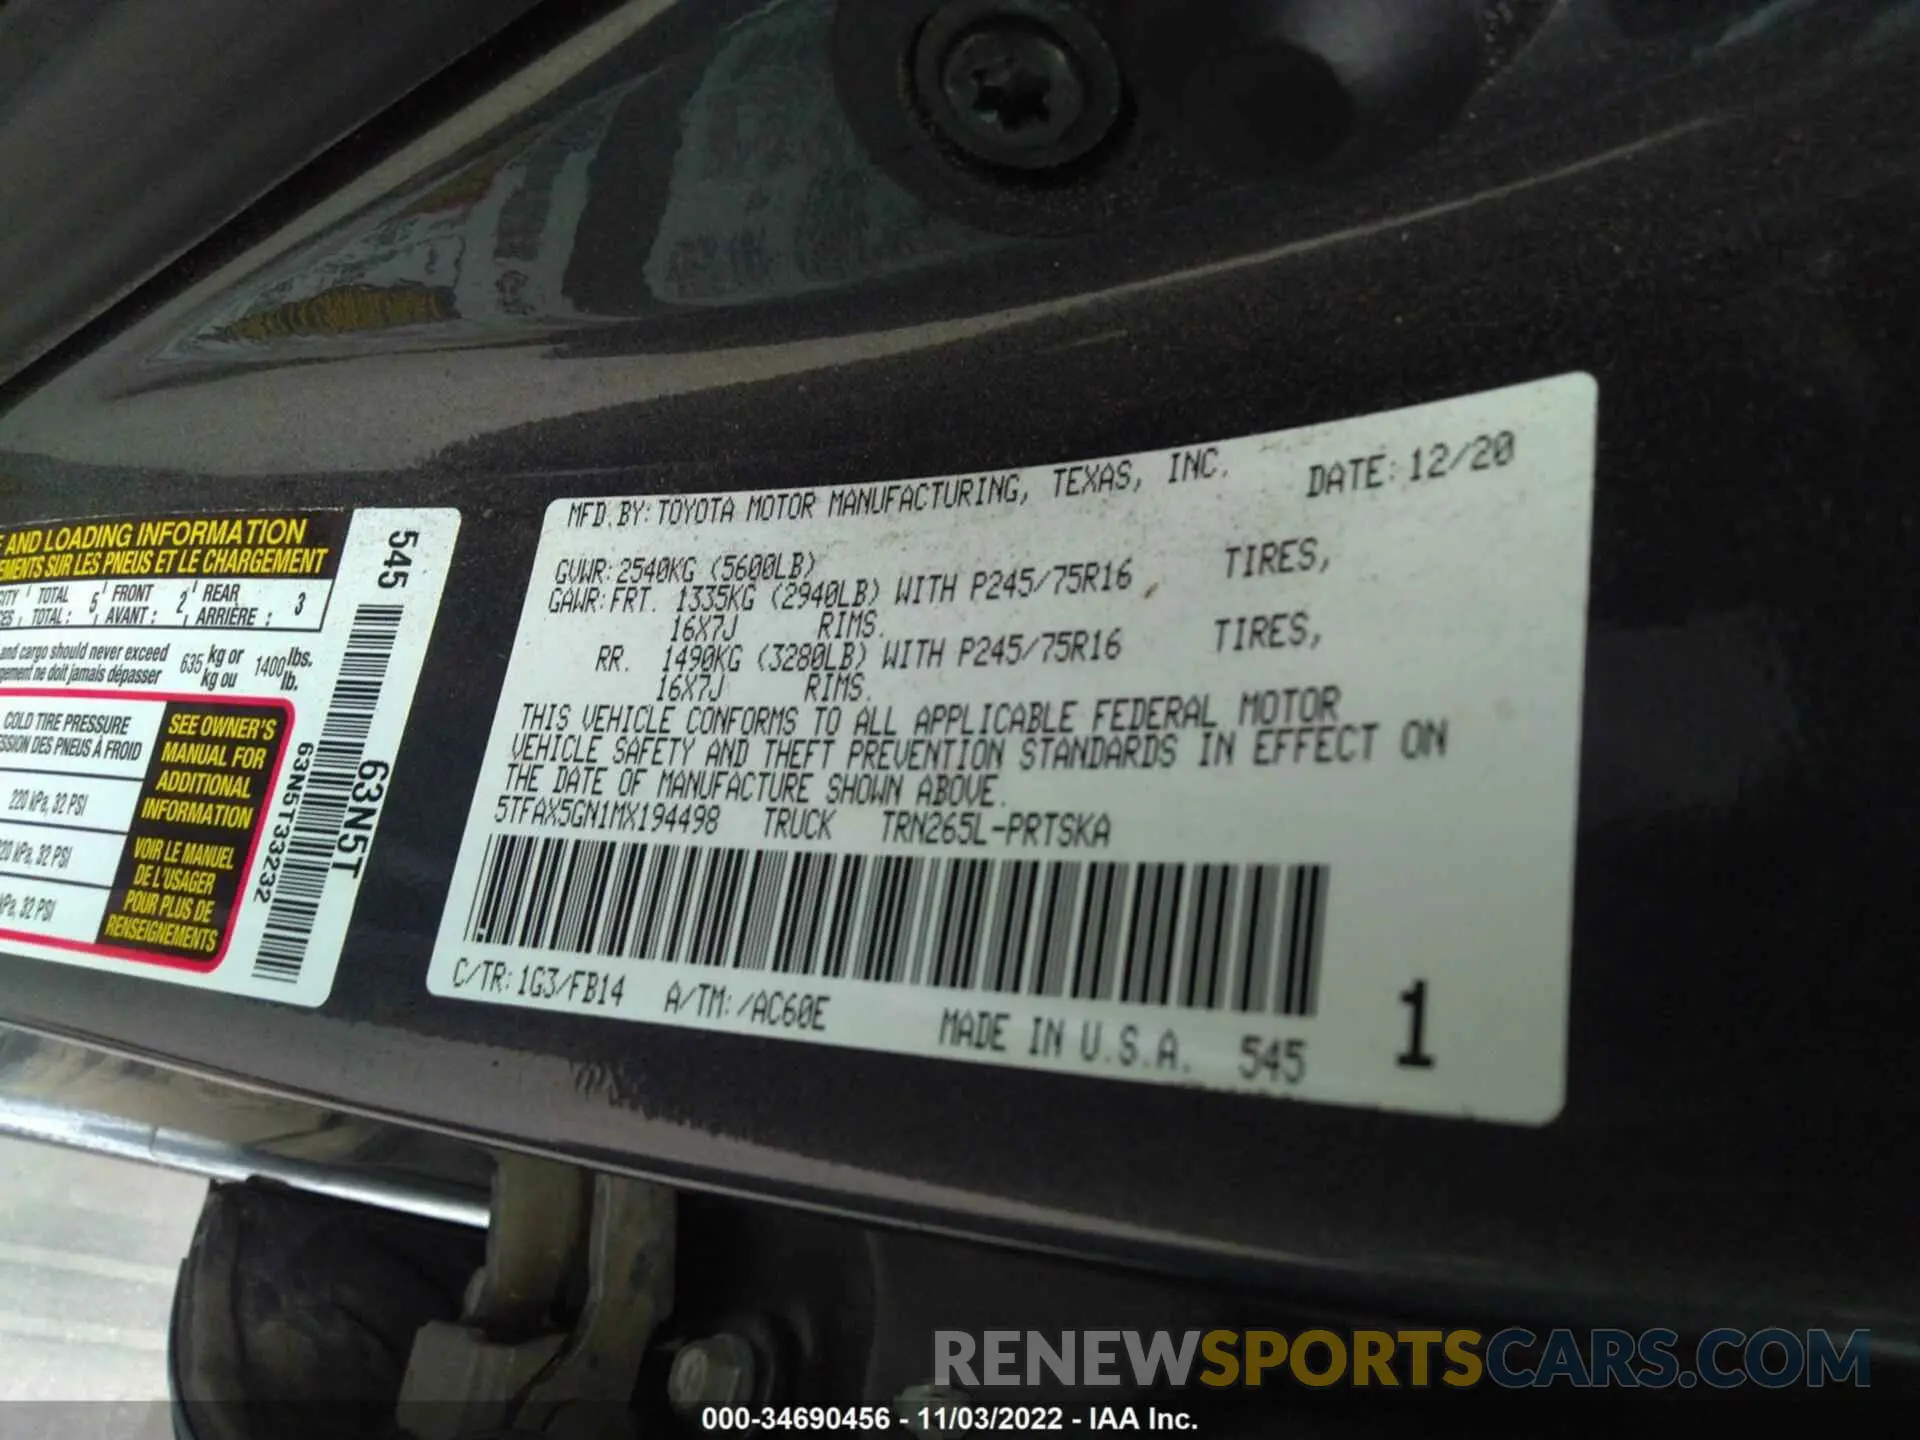 E AND LOADING INFORMATION
EMENTS SUR LES PNEUS ET LE CHARGEMENT
TOTAL 5 FRONT 2 REAR 3
TOTAL : AVANT : ARRIÈRE :
and cargo should never exceed 635 kg or 1400 lbs.
gement ne doit jamais dépasser kg ou lb.
COLD TIRE PRESSURE
SSION DES PNEUS À FROID
220 kPa, 32 PSI
20 kPa, 32 PSI
kPa, 32 PSI
SEE OWNER'S
MANUAL FOR
ADDITIONAL
INFORMATION
VOIR LE MANUEL
DE L'USAGER
POUR PLUS DE
RENSEIGNEMENTS
545
63N5T
63N5T33232
MFD. BY: TOYOTA MOTOR MANUFACTURING, TEXAS, INC. DATE: 12/20
GVWR: 2540KG (5600LB)
GAWR: FRT. 1335KG (2940LB) WITH P245/75R16 TIRES,
16X7J RIMS.
RR. 1490KG (3280LB) WITH P245/75R16 TIRES,
16X7J RIMS.
THIS VEHICLE CONFORMS TO ALL APPLICABLE FEDERAL MOTOR
VEHICLE SAFETY AND THEFT PREVENTION STANDARDS IN EFFECT ON
THE DATE OF MANUFACTURE SHOWN ABOVE.
5TFAX5GN1MX194498 TRUCK TRN265L-PRTSKA
C/TR: 1G3/FB14 A/TM: /AC60E
MADE IN U.S.A. 545 1
RENEWSPORTSCARS.COM
000-34690456 - 11/03/2022 - IAA Inc.